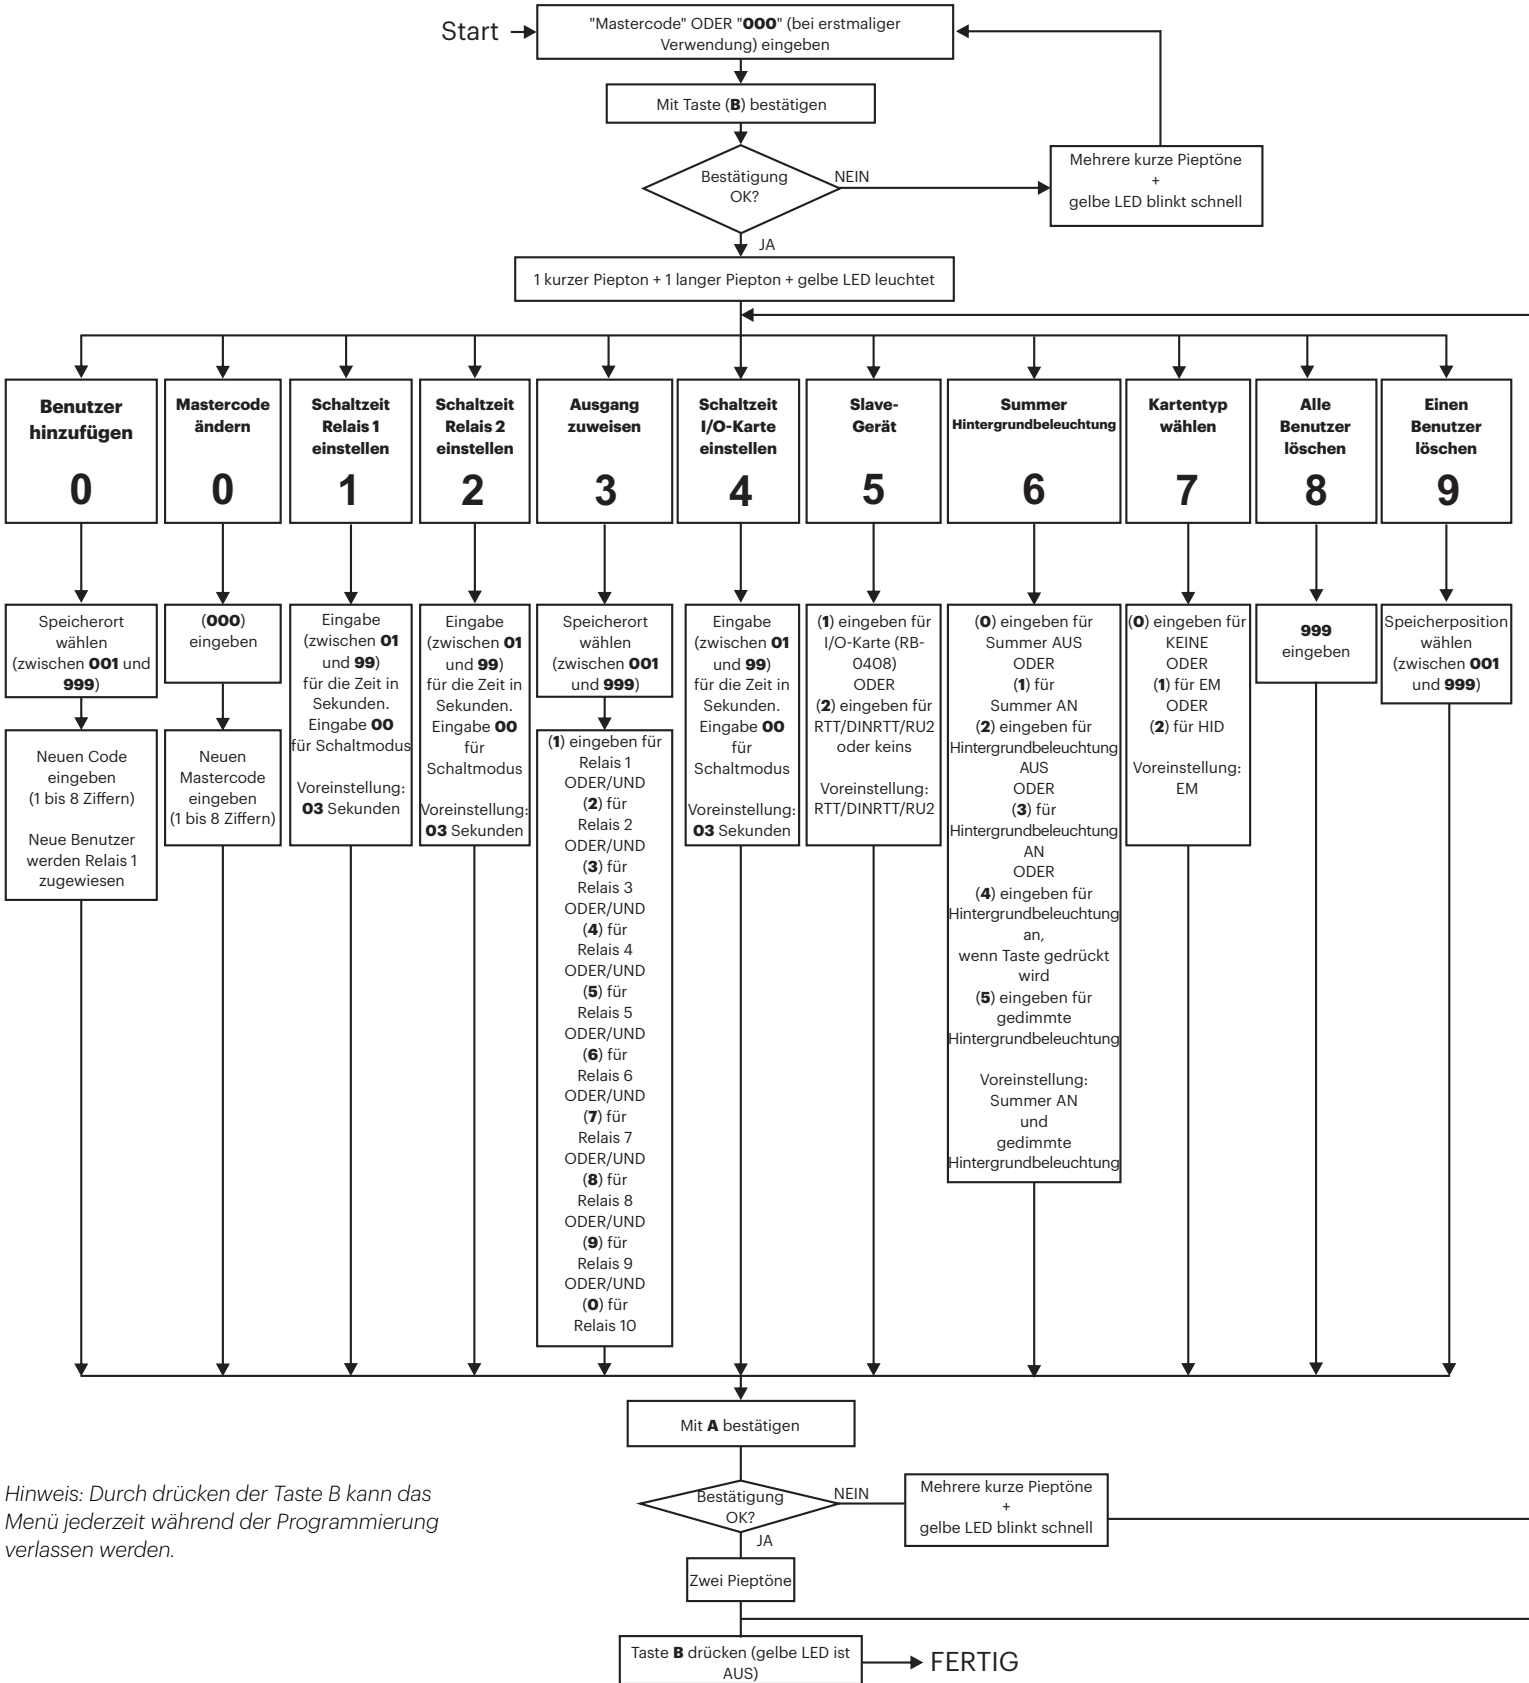 Start
"Mastercode" ODER "000" (bei erstmaliger
Verwendung) eingeben
Mit Taste (B) bestätigen
Bestätigung
OK?
NEIN
Mehrere kurze Pieptöne
+
gelbe LED blinkt schnell
JA
1 kurzer Piepton + 1 langer Piepton + gelbe LED leuchtet
Benutzer
hinzufügen
0
Mastercode
ändern
0
Schaltzeit
Relais 1
einstellen
1
Schaltzeit
Relais 2
einstellen
2
Ausgang
zuweisen
3
Schaltzeit
I/O-Karte
einstellen
4
Slave-
Gerät
5
Summer
Hintergrundbeleuchtung
6
Kartentyp
wählen
7
Alle
Benutzer
löschen
8
Einen
Benutzer
löschen
9
Speicherort
wählen
(zwischen 001 und
999)
Neuen Code
eingeben
(1 bis 8 Ziffern)
Neue Benutzer
werden Relais 1
zugewiesen
(000)
eingeben
Neuen
Mastercode
eingeben
(1 bis 8 Ziffern)
Eingabe
(zwischen 01
und 99)
für die Zeit in
Sekunden.
Eingabe 00
für Schaltmodus
Voreinstellung:
03 Sekunden
Eingabe
(zwischen 01
und 99)
für die Zeit in
Sekunden.
Eingabe 00
für
Schaltmodus
Voreinstellung:
03 Sekunden
Speicherort
wählen
(zwischen 001
und 999)
(1) eingeben für
Relais 1
ODER/UND
(2) für
Relais 2
ODER/UND
(3) für
Relais 3
ODER/UND
(4) für
Relais 4
ODER/UND
(5) für
Relais 5
ODER/UND
(6) für
Relais 6
ODER/UND
(7) für
Relais 7
ODER/UND
(8) für
Relais 8
ODER/UND
(9) für
Relais 9
ODER/UND
(0) für
Relais 10
Eingabe
(zwischen 01
und 99)
für die Zeit in
Sekunden.
Eingabe 00
für
Schaltmodus
Voreinstellung:
03 Sekunden
(1) eingeben für
I/O-Karte (RB-
0408)
ODER
(2) eingeben für
RTT/DINRTT/RU2
oder keins
Voreinstellung:
RTT/DINRTT/RU2
(0) eingeben für
Summer AUS
ODER
(1) für
Summer AN
(2) eingeben für
Hintergrundbeleuchtung
AUS
ODER
(3) für
Hintergrundbeleuchtung
AN
ODER
(4) eingeben für
Hintergrundbeleuchtung
an,
wenn Taste gedrückt
wird
(5) eingeben für
gedimmte
Hintergrundbeleuchtung
Voreinstellung:
Summer AN
und
gedimmte
Hintergrundbeleuchtung
(0) eingeben für
KEINE
ODER
(1) für EM
ODER
(2) für HID
Voreinstellung:
EM
999
eingeben
Speicherposition
wählen
(zwischen 001
und 999)
Mit A bestätigen
Bestätigung
OK?
NEIN
Mehrere kurze Pieptöne
+
gelbe LED blinkt schnell
JA
Zwei Pieptöne
Taste B drücken (gelbe LED ist
AUS)
FERTIG
Hinweis: Durch drücken der Taste B kann das
Menü jederzeit während der Programmierung
verlassen werden.